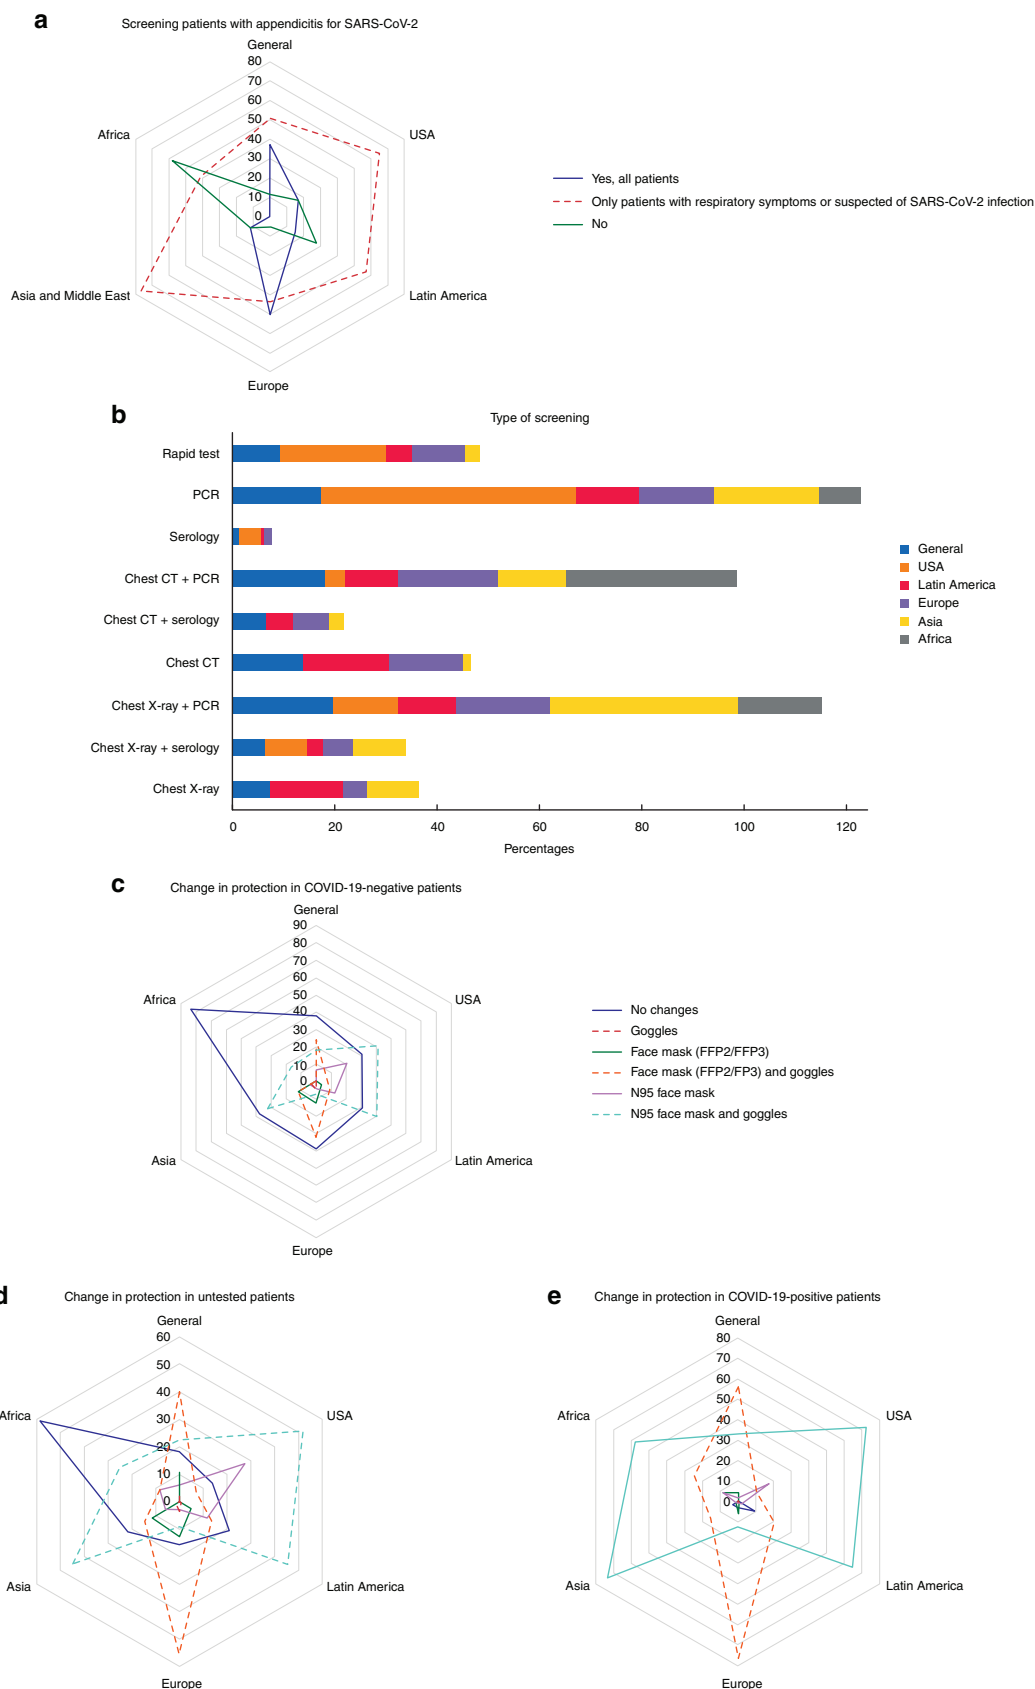 a
Screening patients with appendicitis for SARS-CoV-2
General
80
70
60
50
40
30
20
10
0
Africa
USA
Asia and Middle East
Latin America
Europe
Yes, all patients
Only patients with respiratory symptoms or suspected of SARS-CoV-2 infection
No
b
Type of screening
Rapid test
PCR
Serology
Chest CT + PCR
Chest CT + serology
Chest CT
Chest X-ray + PCR
Chest X-ray + serology
Chest X-ray
0 20 40 60 80 100 120
Percentages
General
USA
Latin America
Europe
Asia
Africa
c
Change in protection in COVID-19-negative patients
General
90
80
70
60
50
40
30
20
10
0
Africa
USA
Asia
Latin America
Europe
No changes
Goggles
Face mask (FFP2/FFP3)
Face mask (FFP2/FP3) and goggles
N95 face mask
N95 face mask and goggles
d
Change in protection in untested patients
General
60
50
40
30
20
10
0
Africa
USA
Asia
Latin America
Europe
e
Change in protection in COVID-19-positive patients
General
80
70
60
50
40
30
20
10
0
Africa
USA
Asia
Latin America
Europe